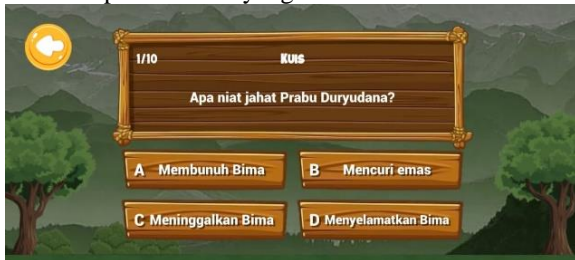 1/10 Kuis
Apa niat jahat Prabu Duryudana?
A Membunuh Bima
B Mencuri emas
C Meninggalkan Bima
D Menyelamatkan Bima